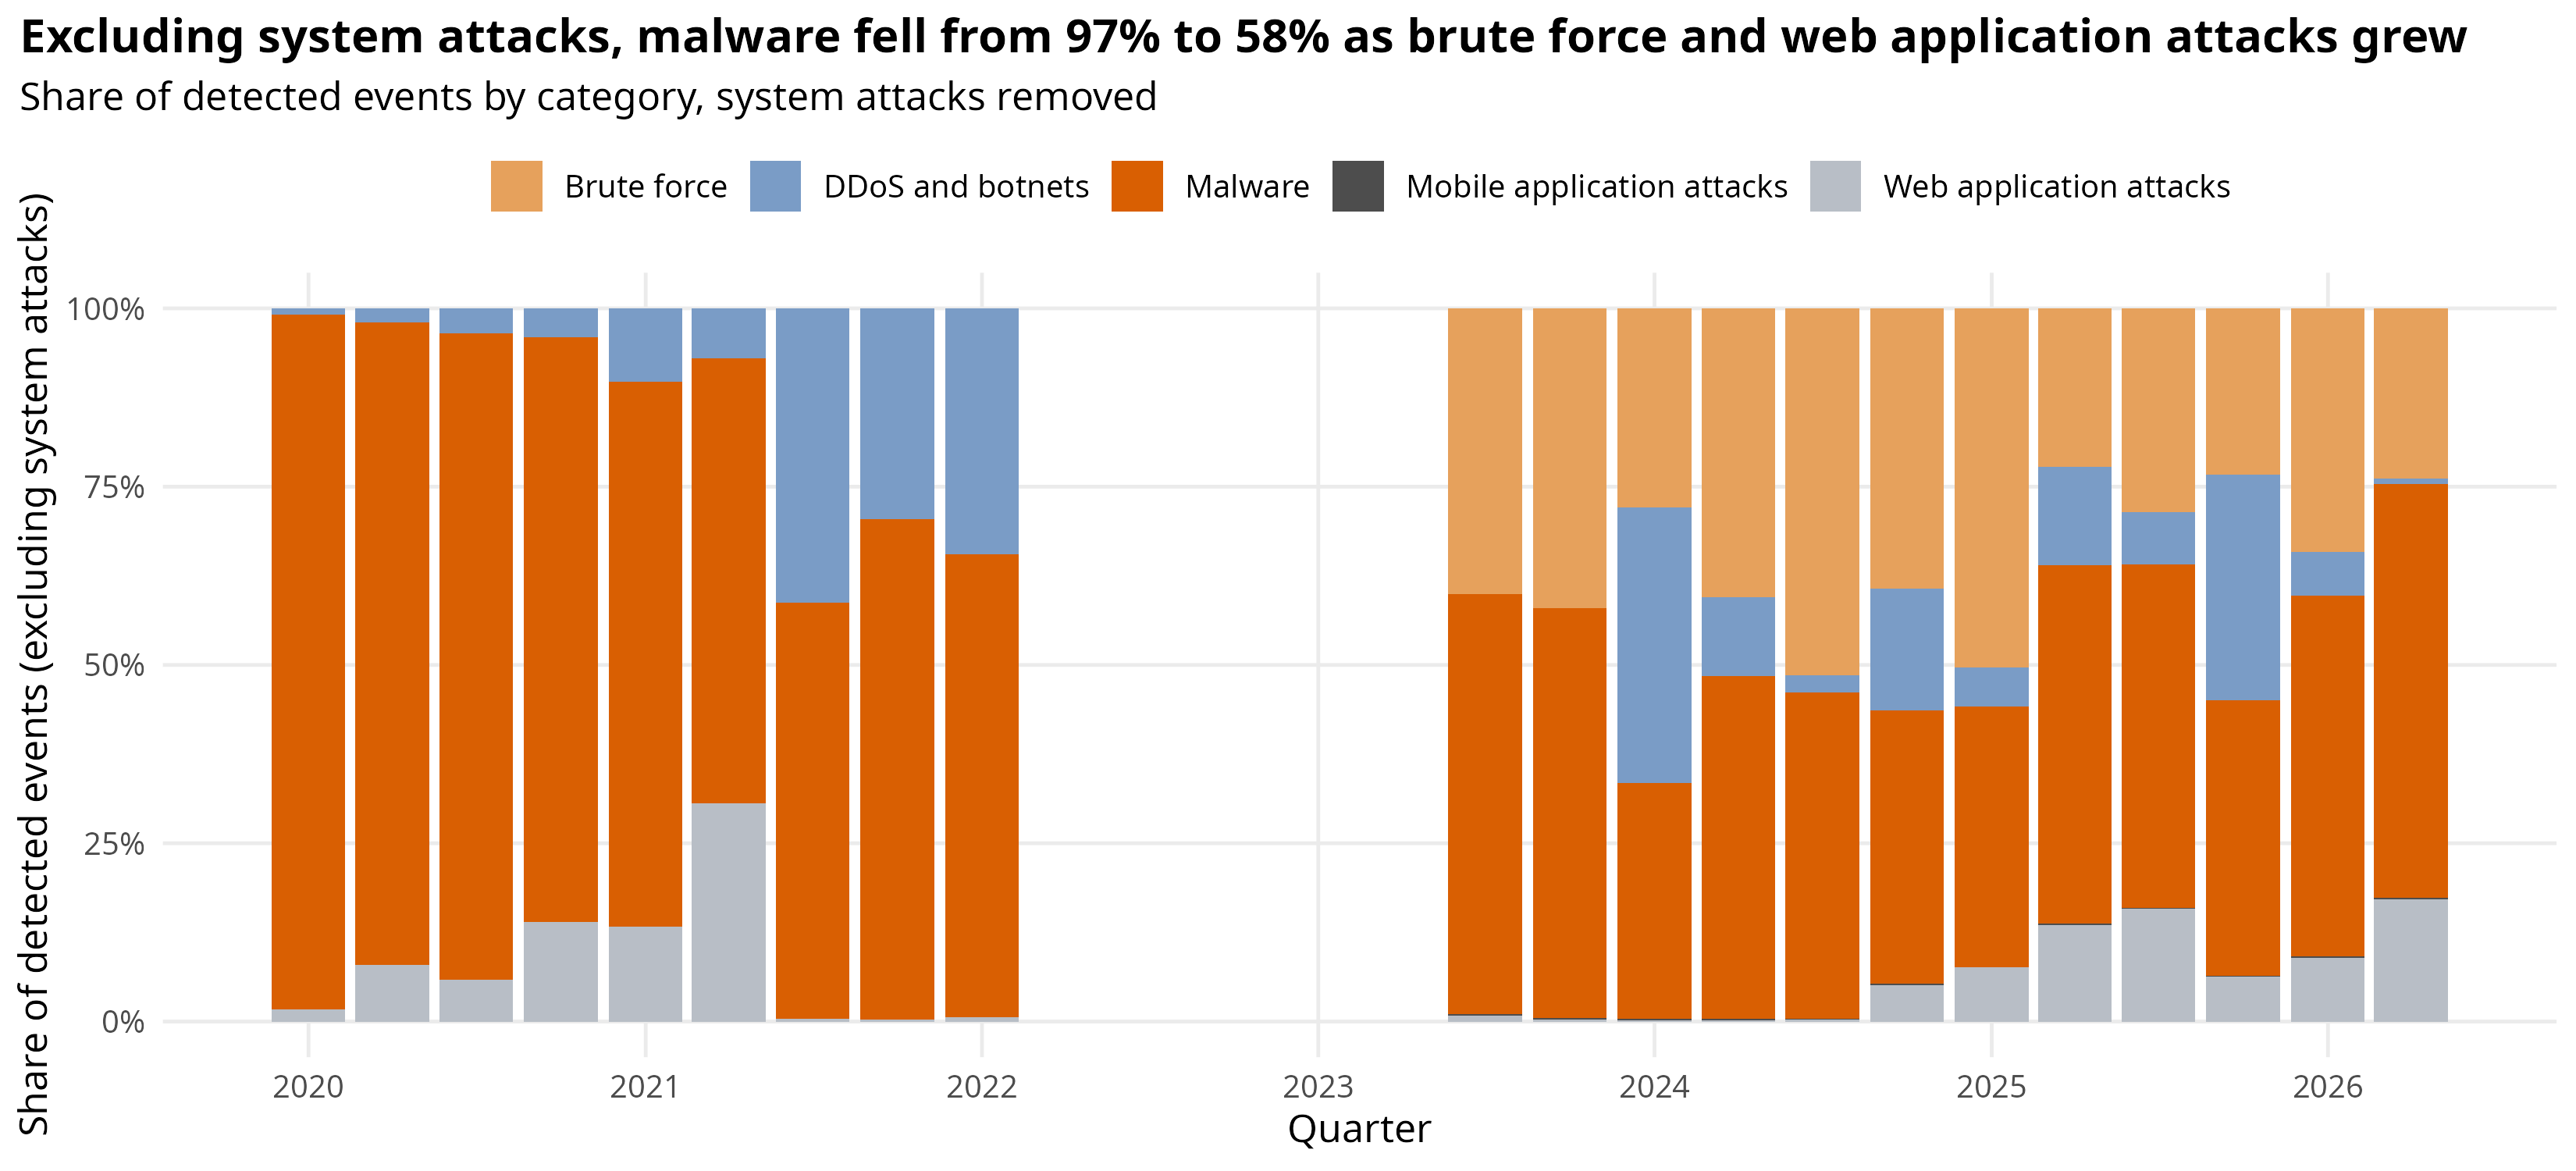 Excluding system attacks, malware fell from 97% to 58% as brute force and web application attacks grew
Share of detected events by category, system attacks removed
Brute force
DDoS and botnets
Malware
Mobile application attacks
Web application attacks
Share of detected events (excluding system attacks)
100%
75%
50%
25%
0%
2020
2021
2022
2023
2024
2025
2026
Quarter